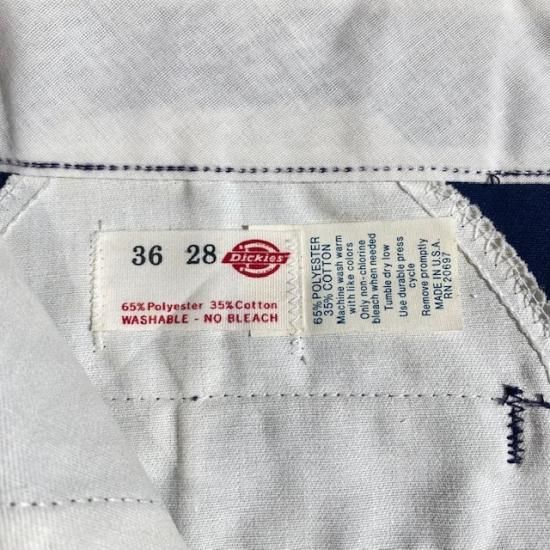 36 28 Dickies
65% Polyester 35% Cotton
WASHABLE - NO BLEACH
65% POLYESTER
35% COTTON
Machine wash warm
with like colors
Only non-chlorine
bleach when needed
Tumble dry low
Use durable press
cycle
Remove promptly
MADE IN U.S.A.
RN 20697